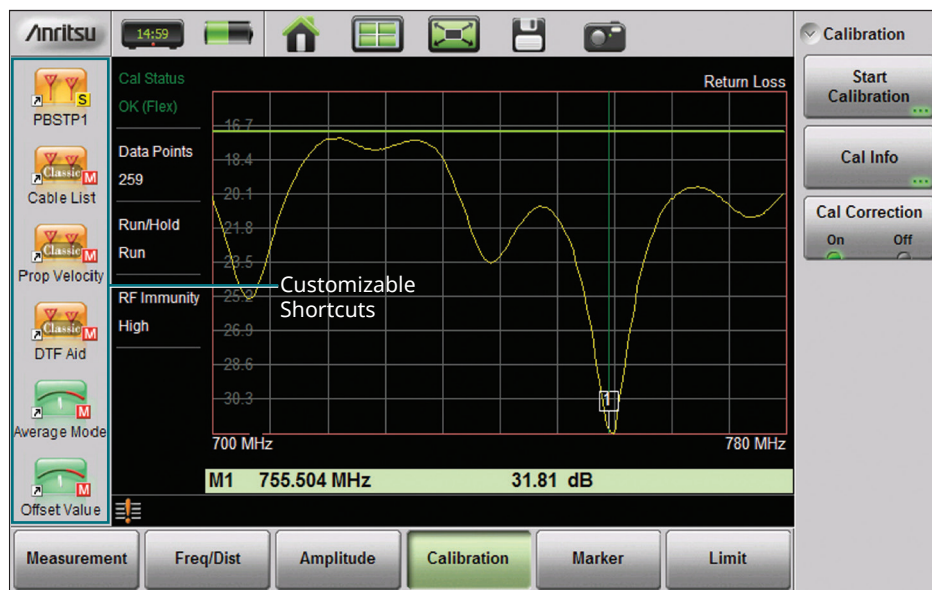 Anritsu
14:59
Calibration
Start
Calibration
Cal Info
Cal Correction
On Off
PBSTP1
S
Classic M
Cable List
Classic M
Prop Velocity
Classic M
DTF Aid
M
Average Mode
M
Offset Value
Cal Status
OK (Flex)
Data Points
259
Run/Hold
Run
RF Immunity
High
Return Loss
16.7
18.4
20.1
21.8
23.5
25.2
26.9
28.6
30.3
Customizable
Shortcuts
1
700 MHz 780 MHz
M1 755.504 MHz 31.81 dB
Measurement Freq/Dist Amplitude Calibration Marker Limit